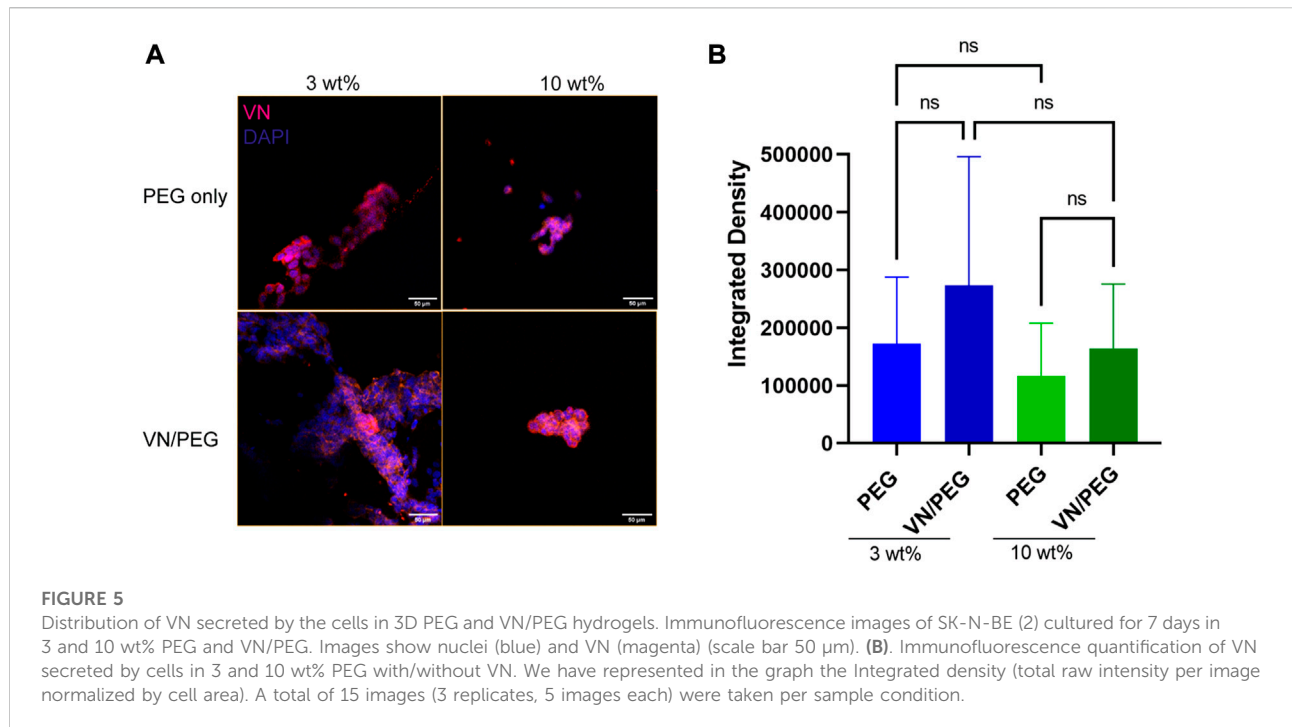 A
3 wt%
10 wt%
VN
DAPI
PEG only
VN/PEG
50 µm
50 µm
50 µm
50 µm
B
ns
ns
ns
ns
Integrated Density
500000
400000
300000
200000
100000
0
PEG
VN/PEG
PEG
VN/PEG
3 wt%
10 wt%
FIGURE 5
Distribution of VN secreted by the cells in 3D PEG and VN/PEG hydrogels. Immunofluorescence images of SK-N-BE (2) cultured for 7 days in
3 and 10 wt% PEG and VN/PEG. Images show nuclei (blue) and VN (magenta) (scale bar 50 µm). (B). Immunofluorescence quantification of VN
secreted by cells in 3 and 10 wt% PEG with/without VN. We have represented in the graph the Integrated density (total raw intensity per image
normalized by cell area). A total of 15 images (3 replicates, 5 images each) were taken per sample condition.